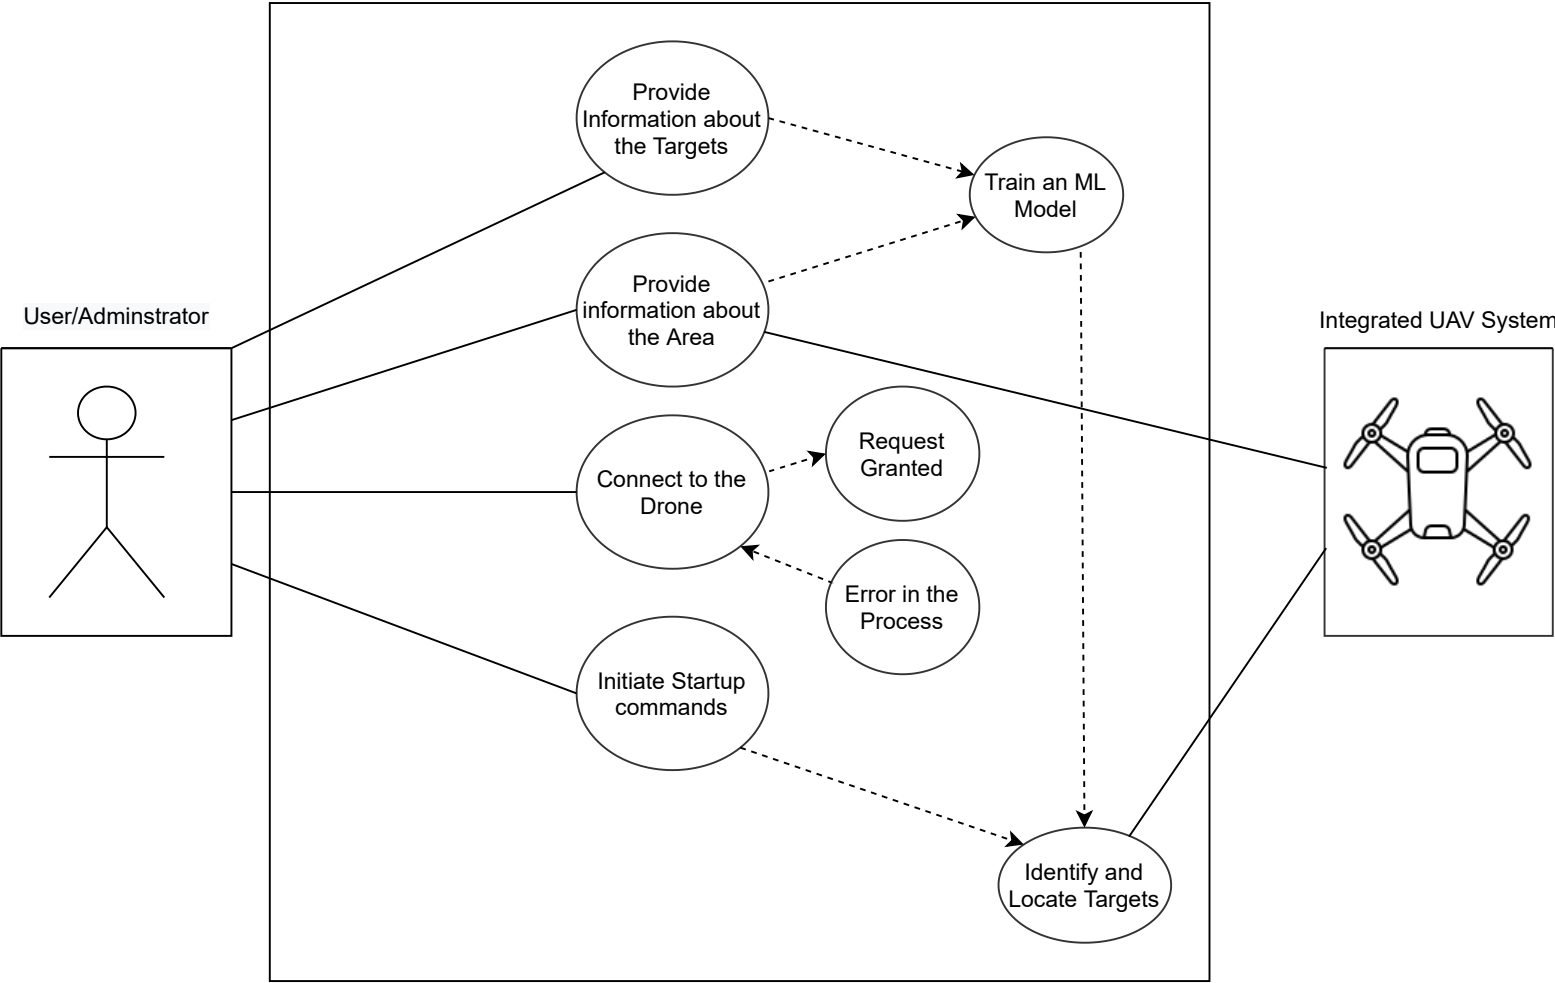 Provide
Information about
the Targets
Train an ML
Model
Provide
information about
the Area
User/Adminstrator
Integrated UAV System
Request
Granted
Connect to the
Drone
Error in the
Process
Initiate Startup
commands
Identify and
Locate Targets